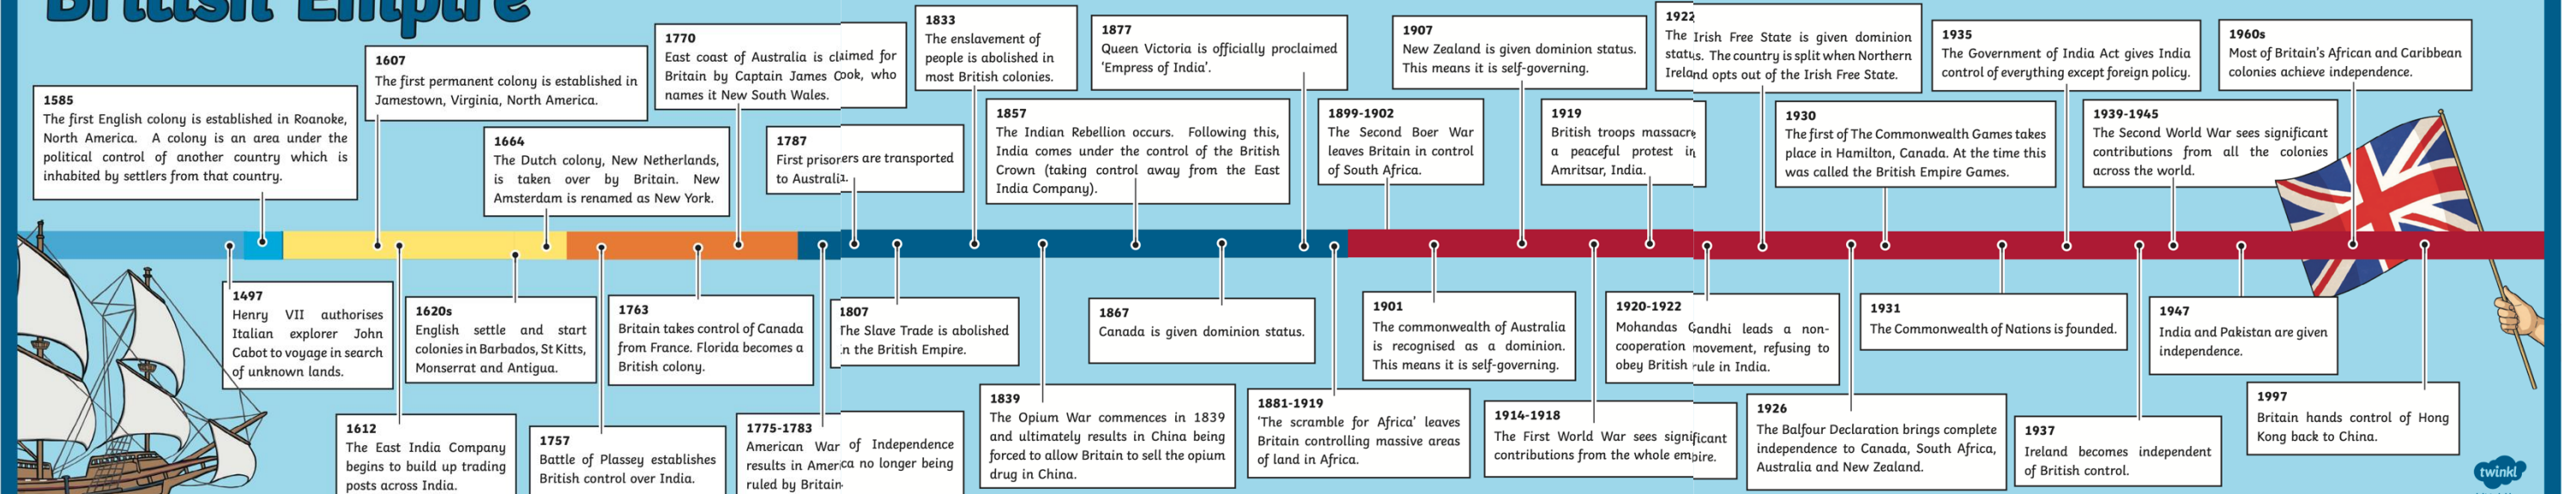 British Empire
1585
The first English colony is established in Roanoke,
North America. A colony is an area under the
political control of another country which is
inhabited by settlers from that country.
1607
The first permanent colony is established in
Jamestown, Virginia, North America.
1664
The Dutch colony, New Netherlands,
is taken over by Britain. New
Amsterdam is renamed as New York.
1770
East coast of Australia is claimed for
Britain by Captain James Cook, who
names it New South Wales.
1787
First prisoners are transported
to Australia.
1833
The enslavement of
people is abolished in
most British colonies.
1857
The Indian Rebellion occurs. Following this,
India comes under the control of the British
Crown (taking control away from the East
India Company).
1877
Queen Victoria is officially proclaimed
'Empress of India'.
1899-1902
The Second Boer War
leaves Britain in control
of South Africa.
1907
New Zealand is given dominion status.
This means it is self-governing.
1919
British troops massacre
a peaceful protest in
Amritsar, India.
1922
The Irish Free State is given dominion
status. The country is split when Northern
Ireland opts out of the Irish Free State.
1930
The first of The Commonwealth Games takes
place in Hamilton, Canada. At the time this
was called the British Empire Games.
1935
The Government of India Act gives India
control of everything except foreign policy.
1939-1945
The Second World War sees significant
contributions from all the colonies
across the world.
1960s
Most of Britain's African and Caribbean
colonies achieve independence.
1497
Henry VII authorises
Italian explorer John
Cabot to voyage in search
of unknown lands.
1612
The East India Company
begins to build up trading
posts across India.
1620s
English settle and start
colonies in Barbados, St Kitts,
Monserrat and Antigua.
1757
Battle of Plassey establishes
British control over India.
1763
Britain takes control of Canada
from France. Florida becomes a
British colony.
1775-1783
American War of Independence
results in America no longer being
ruled by Britain.
1807
The Slave Trade is abolished
in the British Empire.
1839
The Opium War commences in 1839
and ultimately results in China being
forced to allow Britain to sell the opium
drug in China.
1867
Canada is given dominion status.
1881-1919
'The scramble for Africa' leaves
Britain controlling massive areas
of land in Africa.
1901
The commonwealth of Australia
is recognised as a dominion.
This means it is self-governing.
1914-1918
The First World War sees significant
contributions from the whole empire.
1920-1922
Mohandas Gandhi leads a non-
cooperation movement, refusing to
obey British rule in India.
1926
The Balfour Declaration brings complete
independence to Canada, South Africa,
Australia and New Zealand.
1931
The Commonwealth of Nations is founded.
1937
Ireland becomes independent
of British control.
1947
India and Pakistan are given
independence.
1997
Britain hands control of Hong
Kong back to China.
twinkl